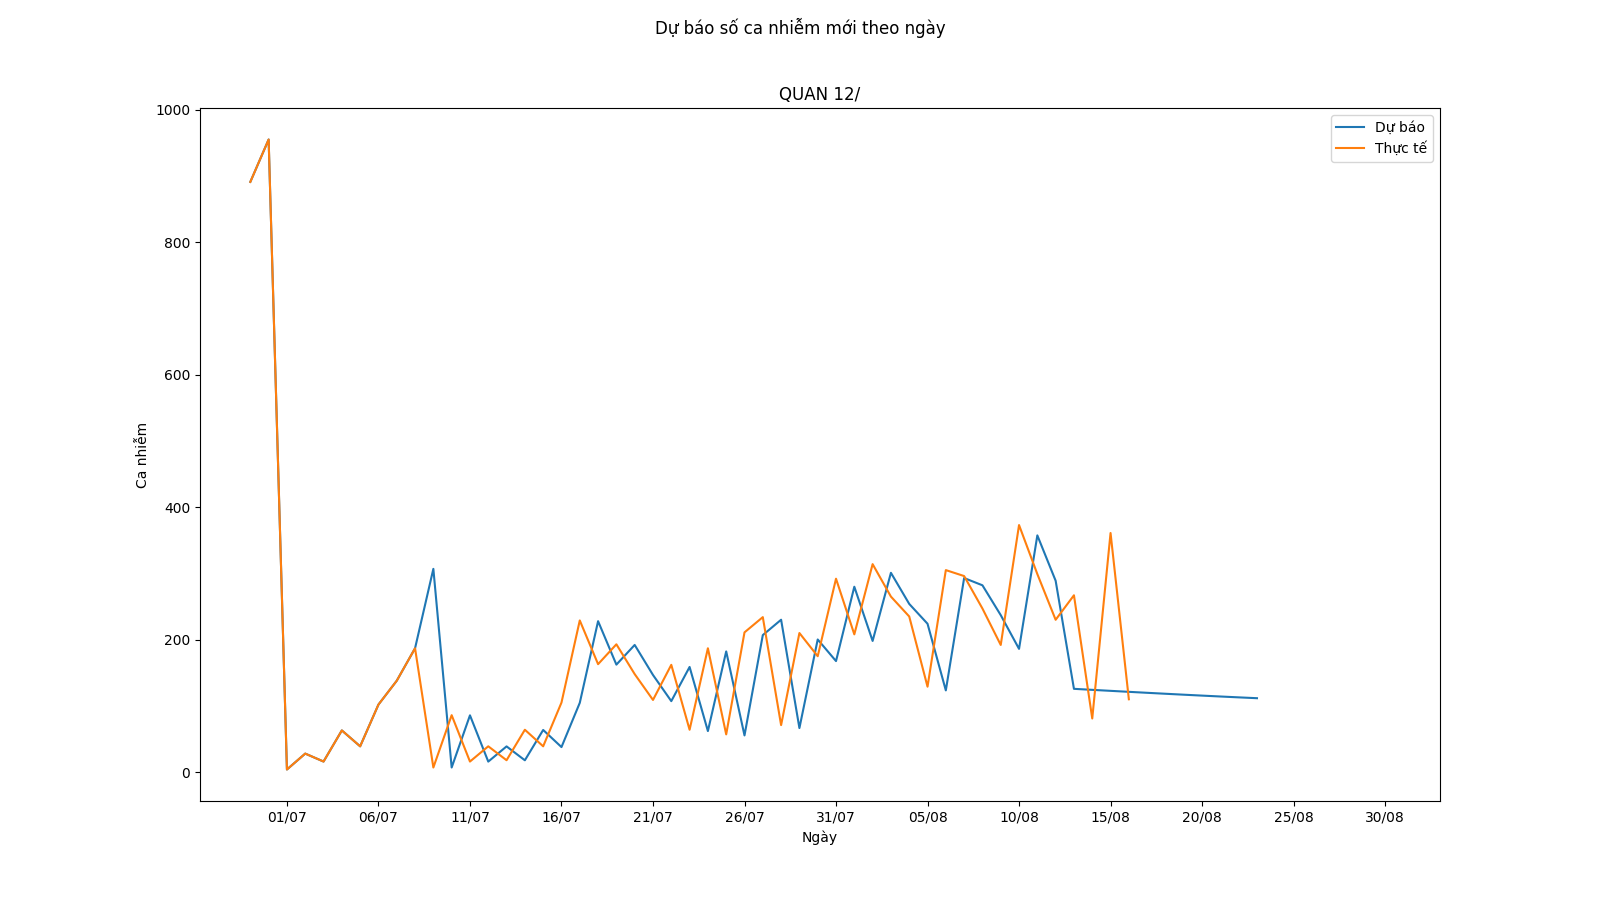 Dự báo số ca nhiễm mới theo ngày
QUAN 12/
Dự báo
Thực tế
1000
800
600
400
200
0
Ca nhiễm
01/07 06/07 11/07 16/07 21/07 26/07 31/07 05/08 10/08 15/08 20/08 25/08 30/08
Ngày